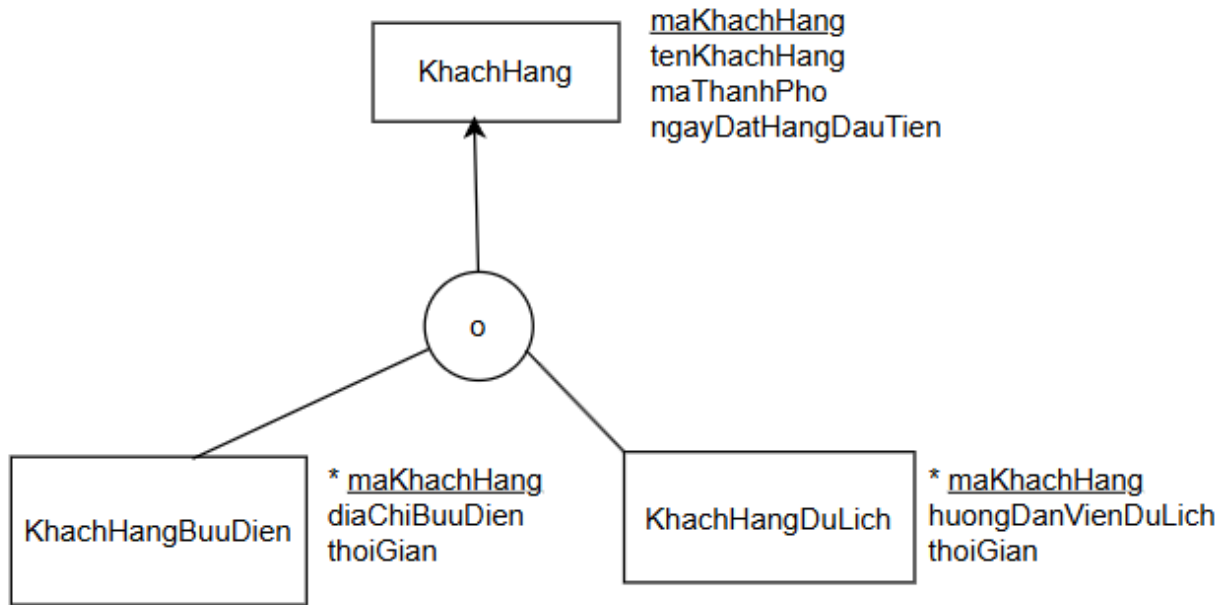 KhachHang
maKhachHang
tenKhachHang
maThanhPho
ngayDatHangDauTien
o
KhachHangBuuDien
* maKhachHang
diaChiBuuDien
thoiGian
KhachHangDuLich
* maKhachHang
huongDanVienDuLich
thoiGian